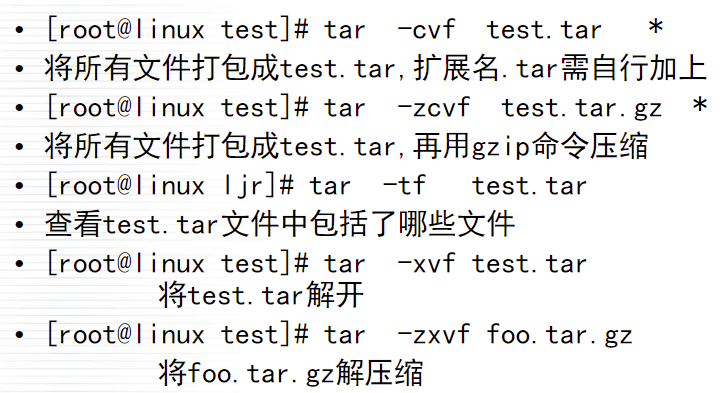 • [root@linux test]# tar -cvf test.tar *
• 将所有文件打包成test.tar,扩展名.tar需自行加上
• [root@linux test]# tar -zcvf test.tar.gz *
• 将所有文件打包成test.tar,再用gzip命令压缩
• [root@linux ljr]# tar -tf test.tar
• 查看test.tar文件中包括了哪些文件
• [root@linux test]# tar -xvf test.tar
将test.tar解开
• [root@linux test]# tar -zxvf foo.tar.gz
将foo.tar.gz解压缩